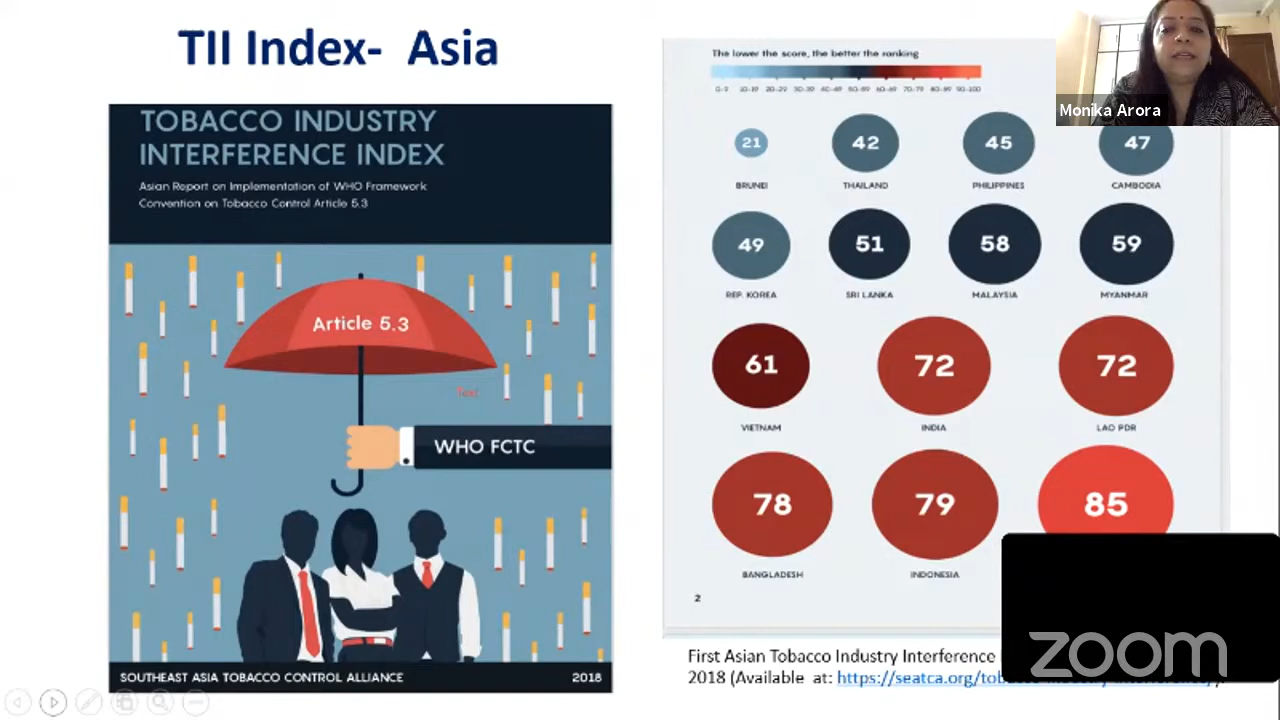 TII Index- Asia
TOBACCO INDUSTRY
INTERFERENCE INDEX
Asian Report on Implementation of WHO Framework
Convention on Tobacco Control Article 5.3
Article 5.3
Text
WHO FCTC
SOUTHEAST ASIA TOBACCO CONTROL ALLIANCE 2018
The lower the score, the better the ranking
0-9 10-19 20-29 30-39 40-49 50-59 60-69 70-79 80-89 90-100
21 42 45 47
BRUNEI THAILAND PHILIPPINES CAMBODIA
49 51 58 59
REP. KOREA SRI LANKA MALAYSIA MYANMAR
61 72 72
VIETNAM INDIA LAO PDR
78 79 85
BANGLADESH INDONESIA
2
First Asian Tobacco Industry Interference
2018 (Available at: https://seatca.org/
Monika Arora
zoom